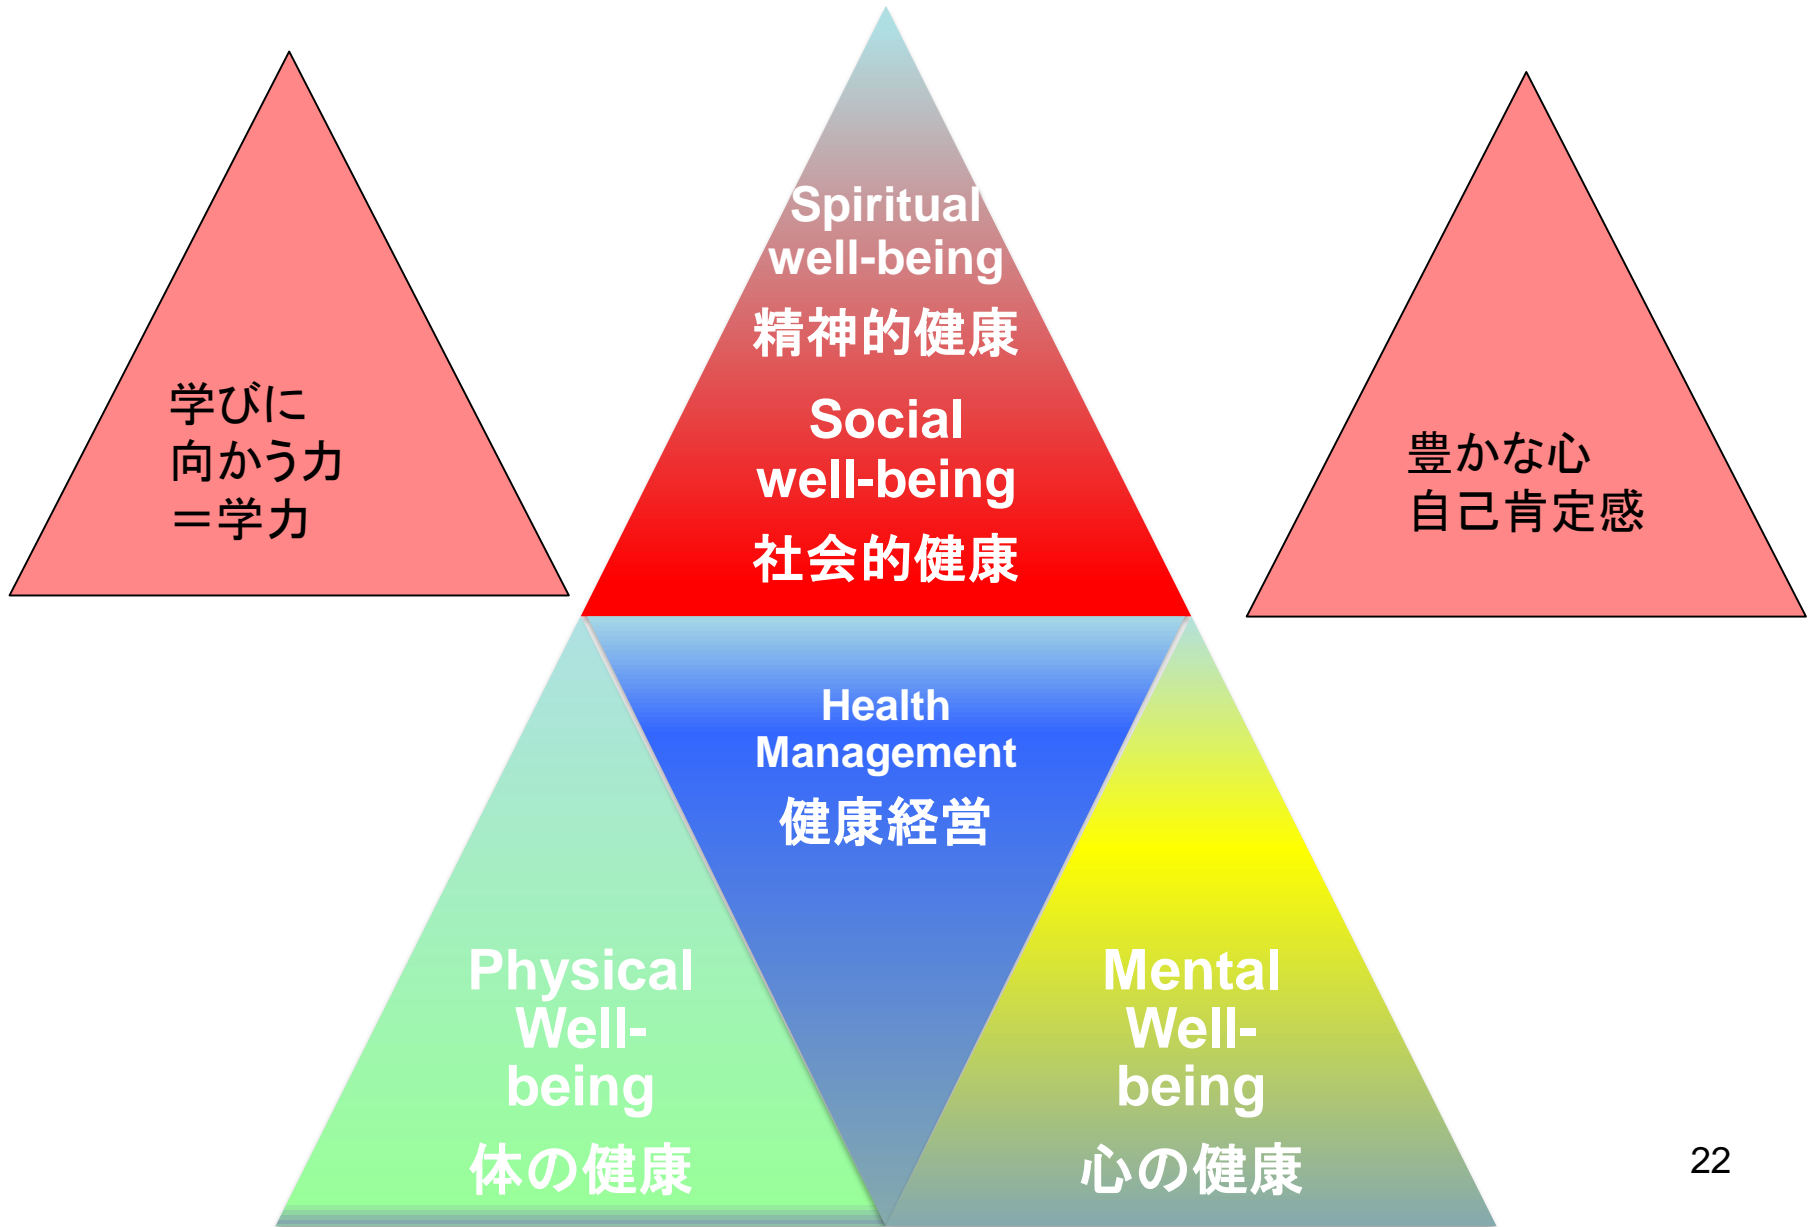 学びに
向かう力
＝学力
Spiritual
well-being
精神的健康
Social
well-being
社会的健康
豊かな心
自己肯定感
Health
Management
健康経営
Physical
Well-
being
体の健康
Mental
Well-
being
心の健康
22